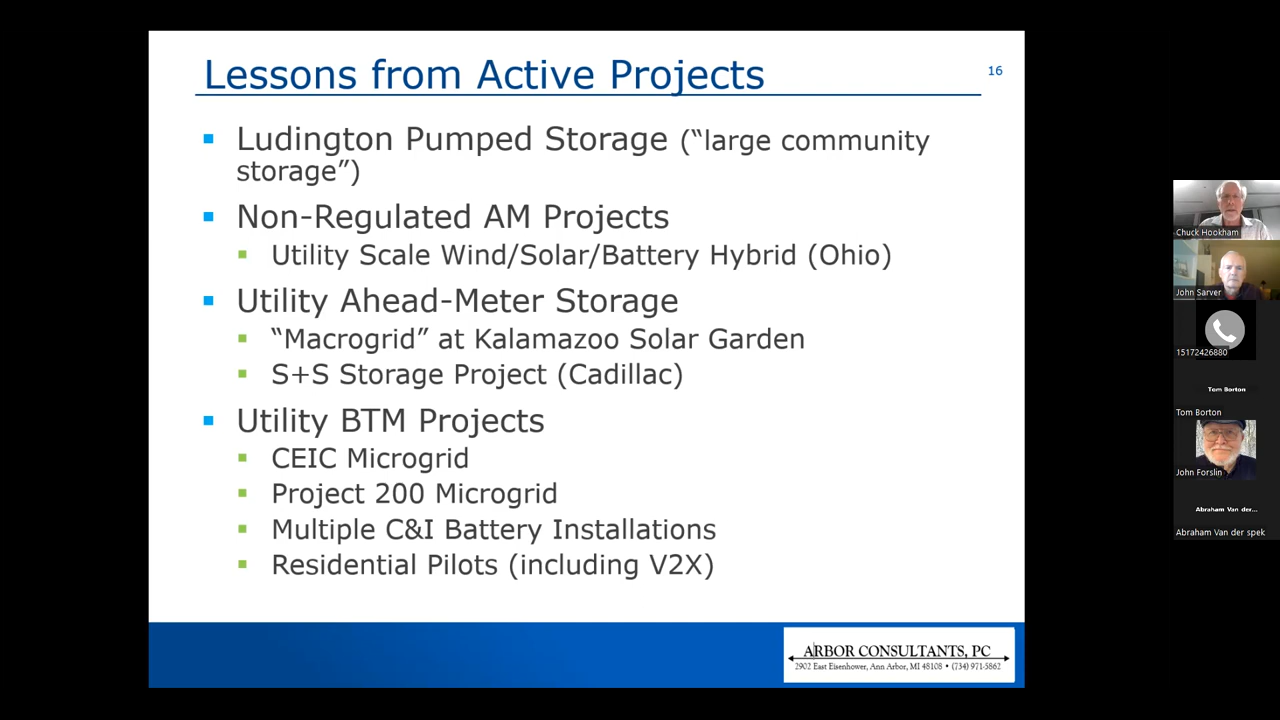 Lessons from Active Projects
16
Ludington Pumped Storage (“large community
storage”)
Non-Regulated AM Projects
Utility Scale Wind/Solar/Battery Hybrid (Ohio)
Utility Ahead-Meter Storage
“Macrogrid” at Kalamazoo Solar Garden
S+S Storage Project (Cadillac)
Utility BTM Projects
CEIC Microgrid
Project 200 Microgrid
Multiple C&I Battery Installations
Residential Pilots (including V2X)
ARBOR CONSULTANTS, PC
2902 East Eisenhower, Ann Arbor, MI 48108 • (734) 971-5862
Chuck Hookham
John Sarver
15172426880
Tom Borton
Tom Borton
John Forslin
Abraham Van der...
Abraham Van der spek